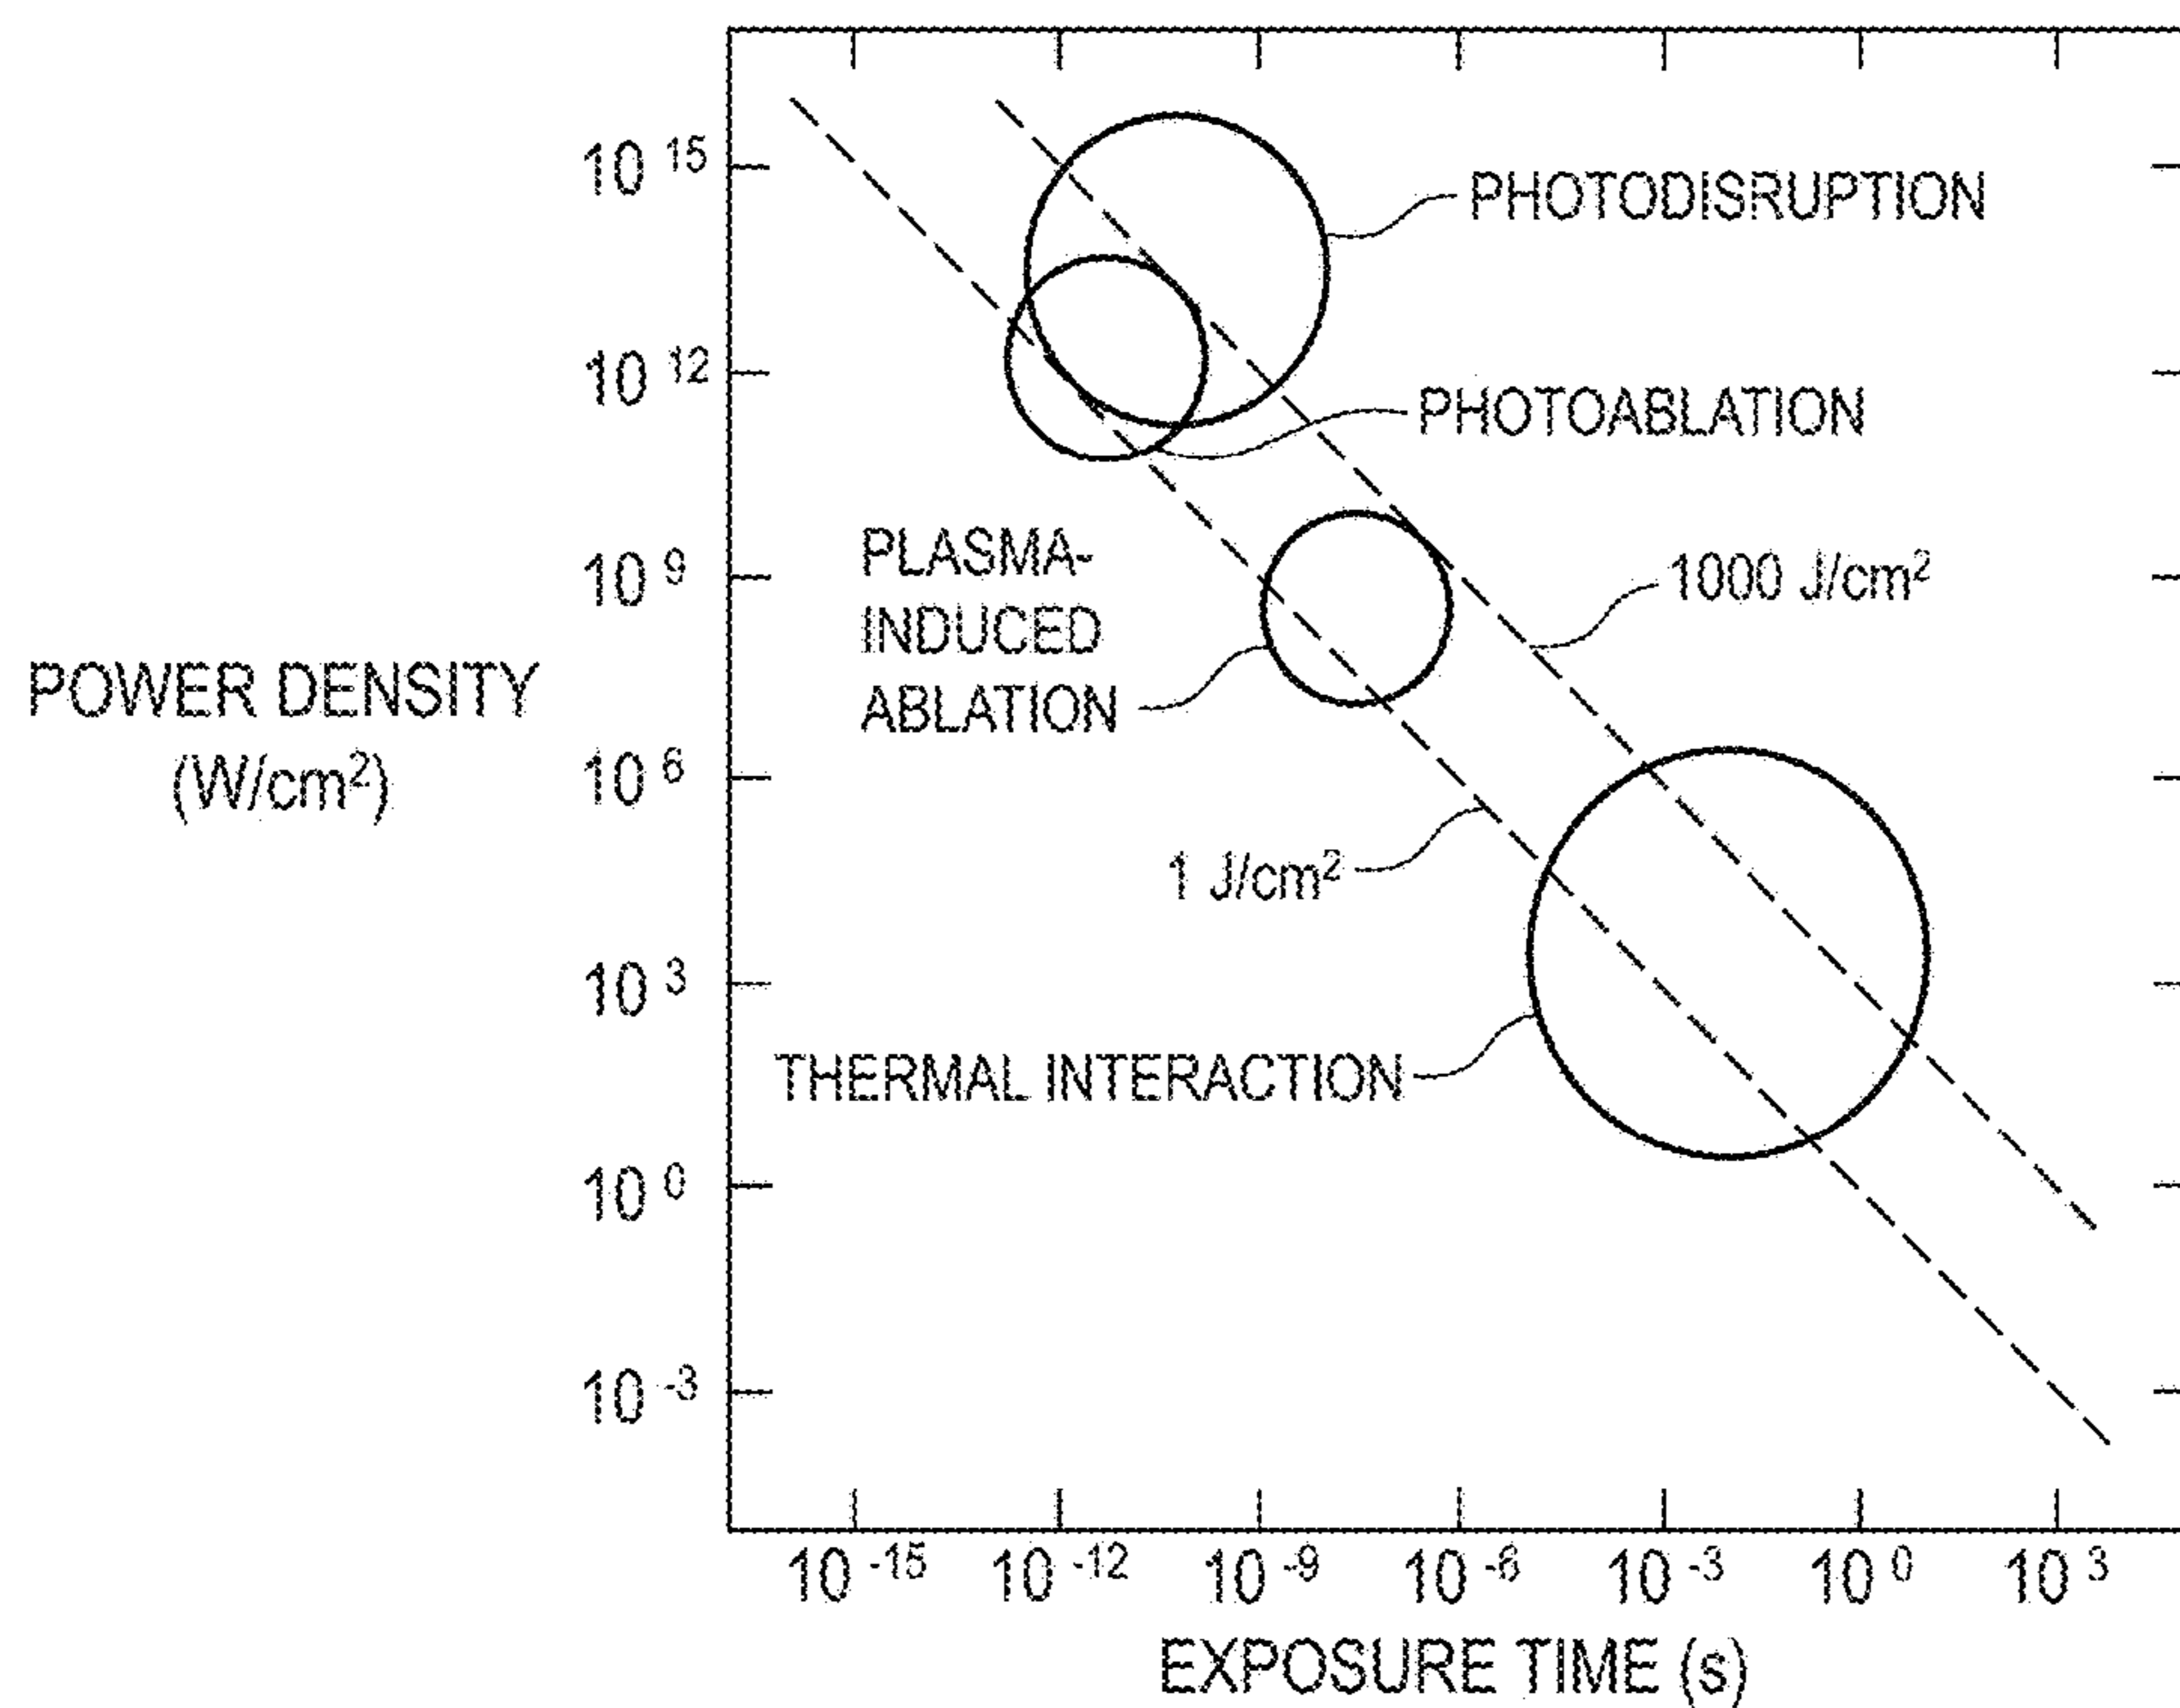 10 15
PHOTODISRUPTION
10 12
PHOTOABLATION
PLASMA-
INDUCED
ABLATION
10 9
1000 J/cm2
POWER DENSITY
(W/cm2)
10 6
1 J/cm2
10 3
THERMAL INTERACTION
10 0
10 -3
10 -15 10 -12 10 -9 10 -6 10 -3 10 0 10 3
EXPOSURE TIME (s)